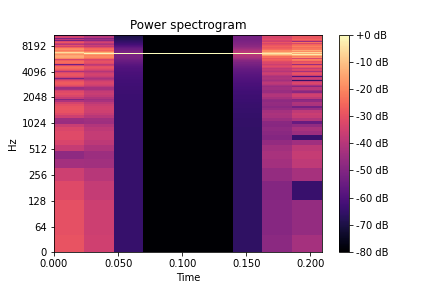 Power spectrogram
8192
4096
2048
1024
512
256
128
64
0
Hz
0.000 0.050 0.100 0.150 0.200
Time
+0 dB
-10 dB
-20 dB
-30 dB
-40 dB
-50 dB
-60 dB
-70 dB
-80 dB